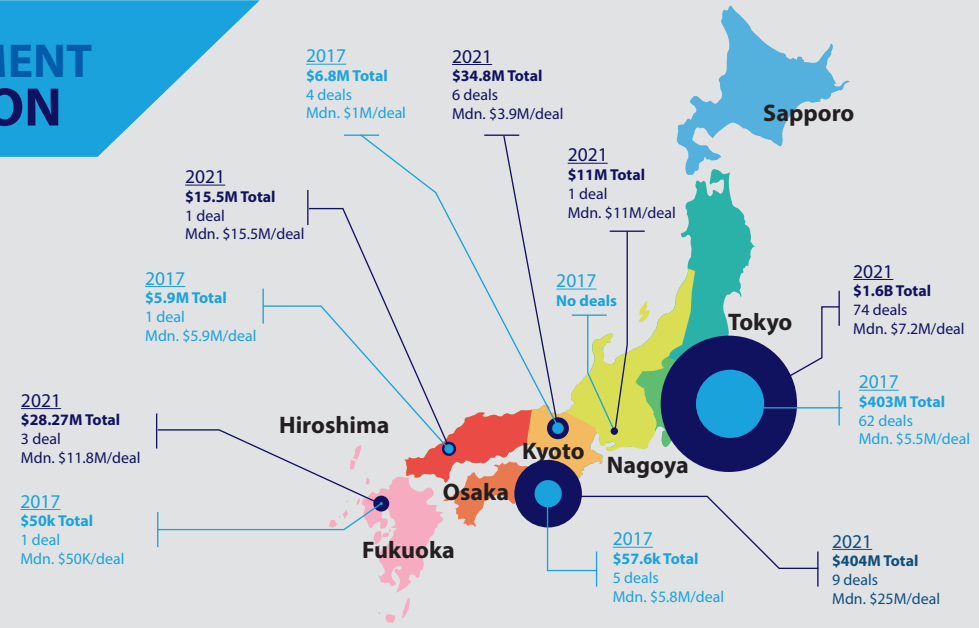 MENT
ON
2017
$6.8M Total
4 deals
Mdn. $1M/deal
2021
$34.8M Total
6 deals
Mdn. $3.9M/deal
Sapporo
2021
$11M Total
1 deal
Mdn. $11M/deal
2021
$15.5M Total
1 deal
Mdn. $15.5M/deal
2017
$5.9M Total
1 deal
Mdn. $5.9M/deal
2017
No deals
2021
$1.6B Total
74 deals
Mdn. $7.2M/deal
Tokyo
2017
$403M Total
62 deals
Mdn. $5.5M/deal
2021
$28.27M Total
3 deal
Mdn. $11.8M/deal
Hiroshima
Kyoto
Nagoya
Osaka
2017
$50k Total
1 deal
Mdn. $50K/deal
Fukuoka
2017
$57.6k Total
5 deals
Mdn. $5.8M/deal
2021
$404M Total
9 deals
Mdn. $25M/deal